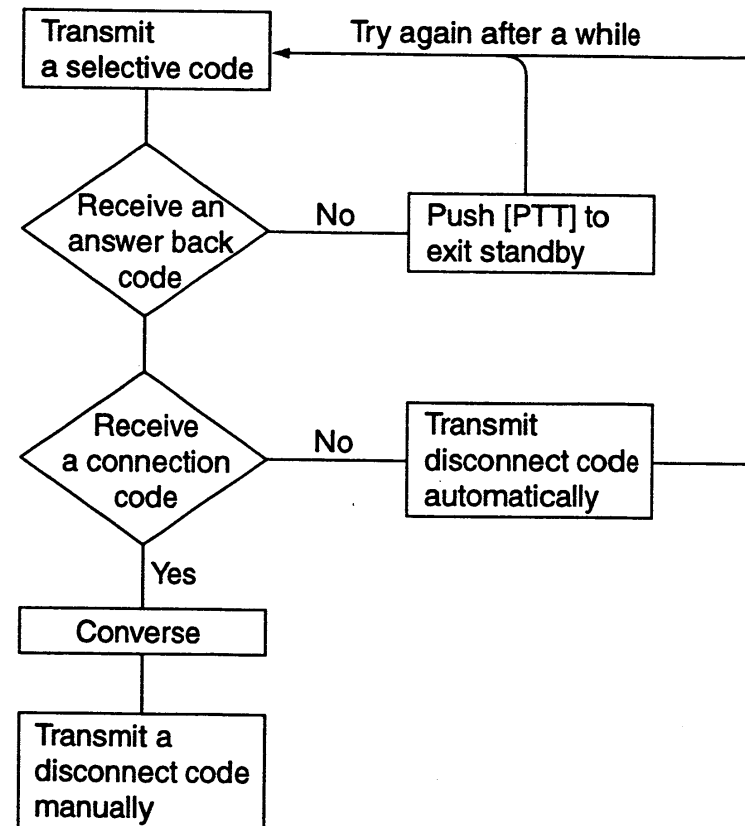 Transmit
a selective code
Try again after a while
Receive an
answer back
code
No
Push [PTT] to
exit standby
Receive
a connection
code
No
Transmit
disconnect code
automatically
Yes
Converse
Transmit a
disconnect code
manually